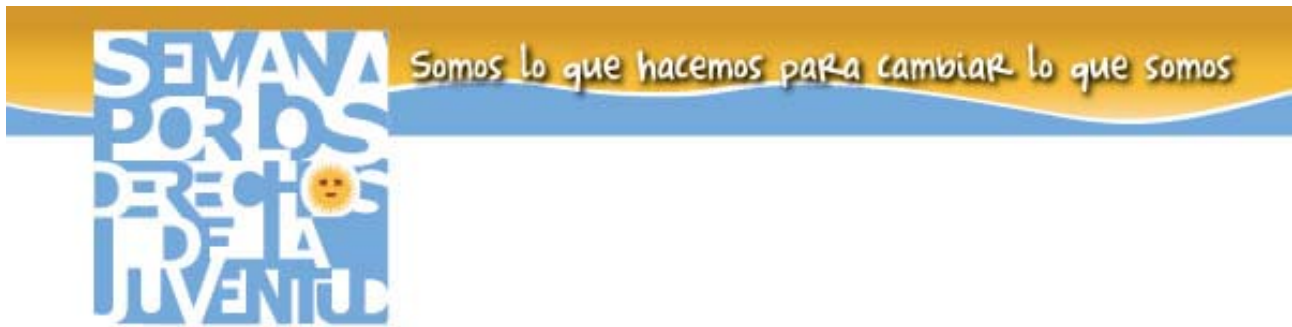 SEMANA
POR LOS
DERECHOS
DE LA
JUVENTUD
Somos lo que hacemos paRa cambiaR lo que somos